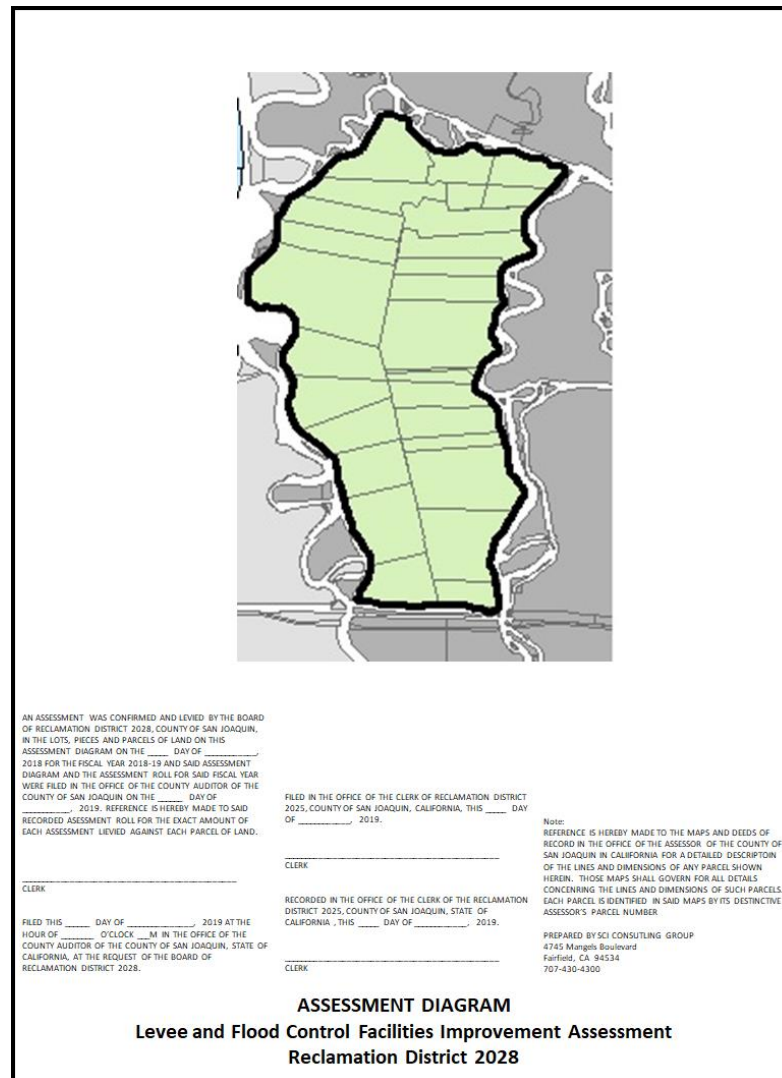 AN ASSESSMENT WAS CONFIRMED AND LEVIED BY THE BOARD
OF RECLAMATION DISTRICT 2028, COUNTY OF SAN JOAQUIN,
IN THE LOTS, PIECES AND PARCELS OF LAND ON THIS
ASSESSMENT DIAGRAM ON THE _____ DAY OF ____________,
2018 FOR THE FISCAL YEAR 2018-19 AND SAID ASSESSMENT
DIAGRAM AND THE ASSESSMENT ROLL FOR SAID FISCAL YEAR
WERE FILED IN THE OFFICE OF THE COUNTY AUDITOR OF THE
COUNTY OF SAN JOAQUIN ON THE ______ DAY OF
___________, 2019. REFERENCE IS HEREBY MADE TO SAID
RECORDED ASESSMENT ROLL FOR THE EXACT AMOUNT OF
EACH ASSESSMENT LIEVIED AGAINST EACH PARCEL OF LAND.
CLERK
FILED THIS ______ DAY OF ______________, 2019 AT THE
HOUR OF ________ O'CLOCK ___M IN THE OFFICE OF THE
COUNTY AUDITOR OF THE COUNTY OF SAN JOAQUIN, STATE OF
CALIFORNIA, AT THE REQUEST OF THE BOARD OF
RECLAMATION DISTRICT 2028.
FILED IN THE OFFICE OF THE CLERK OF RECLAMATION DISTRICT
2025, COUNTY OF SAN JOAQUIN, CALIFORNIA, THIS _____ DAY
OF ____________, 2019.
CLERK
RECORDED IN THE OFFICE OF THE CLERK OF THE RECLAMATION
DISTRICT 2025, COUNTY OF SAN JOAQUIN, STATE OF
CALIFORNIA , THIS _____ DAY OF ____________, 2019.
CLERK
Note:
REFERENCE IS HEREBY MADE TO THE MAPS AND DEEDS OF
RECORD IN THE OFFICE OF THE ASSESSOR OF THE COUNTY OF
SAN JOAQUIN IN CALIIFORNIA FOR A DETAILED DESCRIPTOIN
OF THE LINES AND DIMENSIONS OF ANY PARCEL SHOWN
HEREIN. THOSE MAPS SHALL GOVERN FOR ALL DETAILS
CONCENRING THE LINES AND DIMENSIONS OF SUCH PARCELS.
EACH PARCEL IS IDENTIFIED IN SAID MAPS BY ITS DESTINCTIVE
ASSESSOR'S PARCEL NUMBER
PREPARED BY SCI CONSUTLING GROUP
4745 Mangels Boulevard
Fairfield, CA 94534
707-430-4300
ASSESSMENT DIAGRAM
Levee and Flood Control Facilities Improvement Assessment
Reclamation District 2028